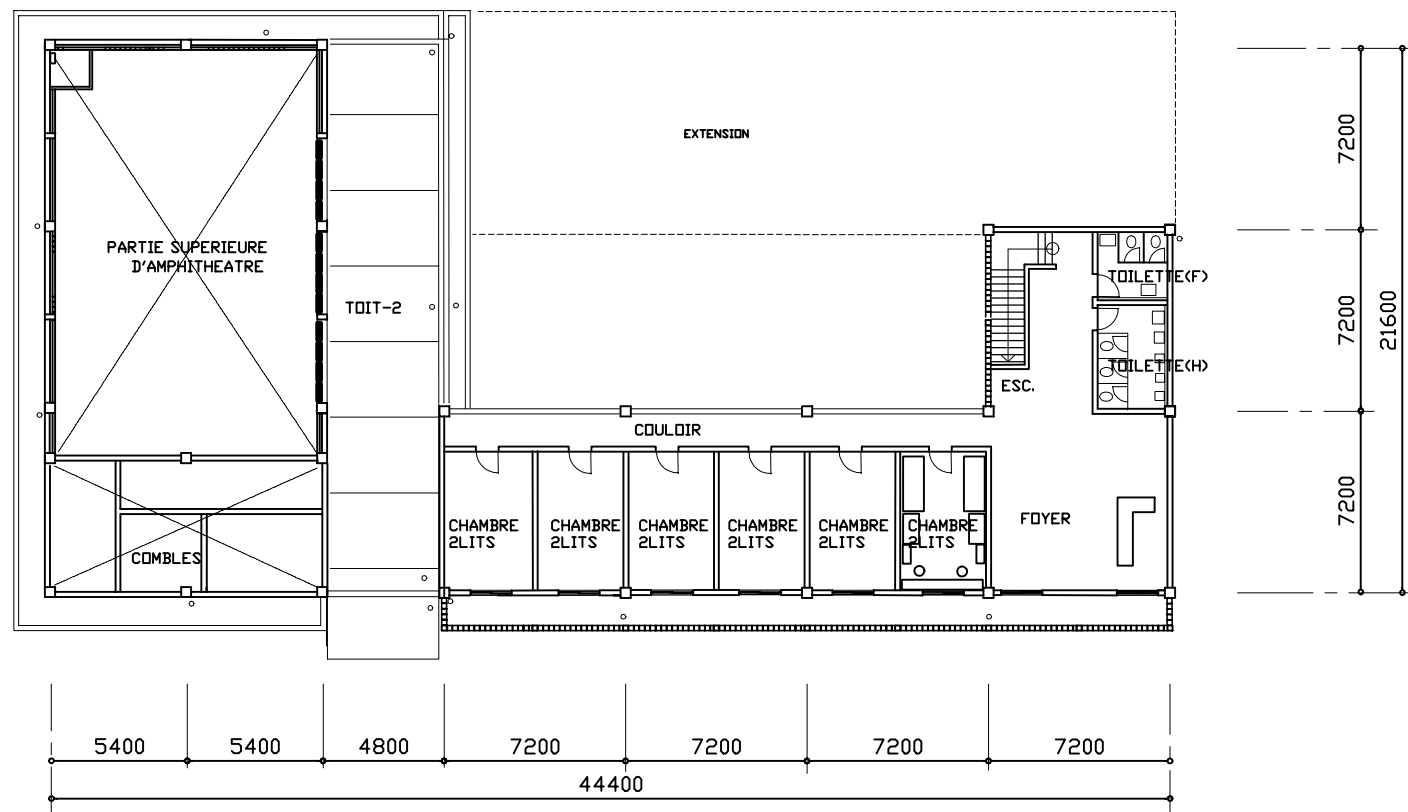 EXTENSION
7200
PARTIE SUPERIEURE
D'AMPHITHEATRE
TOILETTE(F)
TOIT-2
7200
21600
TOILETTE(H)
ESC.
COULOIR
7200
FOYER
CHAMBRE
2LITS
CHAMBRE
2LITS
CHAMBRE
2LITS
CHAMBRE
2LITS
CHAMBRE
2LITS
CHAMBRE
2LITS
COMBLES
5400
5400
4800
7200
7200
7200
7200
44400